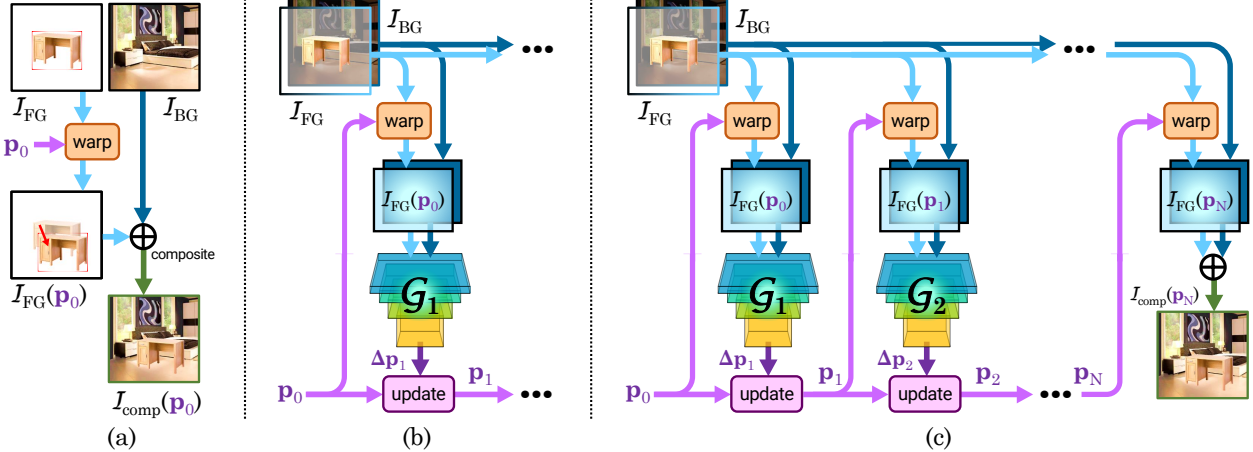 I_FG
I_BG
p_0
warp
composite
I_FG(p_0)
I_comp(p_0)
(a)
I_BG
...
I_FG
warp
I_FG(p_0)
G_1
Δp_1
p_0
update
p_1
...
(b)
I_BG
...
I_FG
warp
warp
warp
I_FG(p_0)
I_FG(p_1)
I_FG(p_N)
G_1
G_2
I_comp(p_N)
Δp_1
Δp_2
p_0
update
p_1
update
p_2
...
p_N
(c)